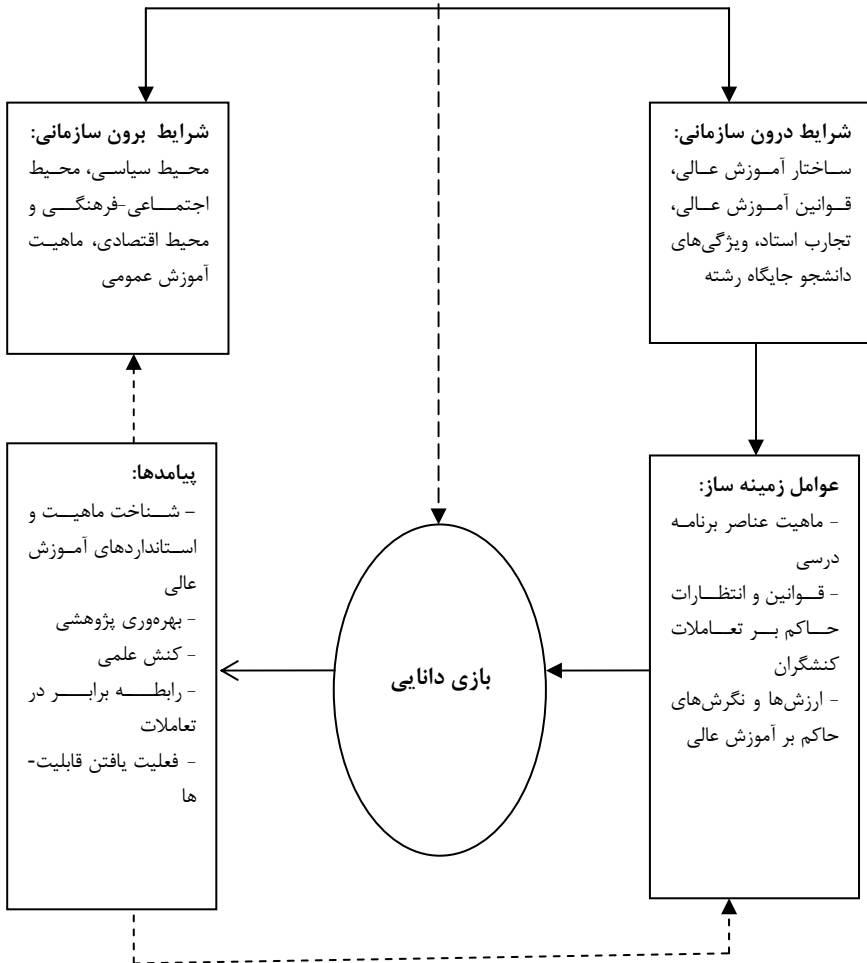 شرایط درون سازمانی:
ساختار آموزش عالی،
قوانین آموزش عالی،
تجارب استاد، ویژگی‌های
دانشجو جایگاه رشته
شرایط برون سازمانی:
محیط سیاسی، محیط
اجتماعی-فرهنگی و
محیط اقتصادی، ماهیت
آموزش عمومی
عوامل زمینه ساز:
- ماهیت عناصر برنامه
درسی
- قوانین و انتظارات
حاکم بر تعاملات
کنشگران
- ارزش‌ها و نگرش‌های
حاکم بر آموزش عالی
بازی دانایی
پیامدها:
- شناخت ماهیت و
استانداردهای آموزش
عالی
- بهره‌وری پژوهشی
- کنش علمی
- رابطه برابر در
تعاملات
- فعلیت یافتن قابلیت-
ها